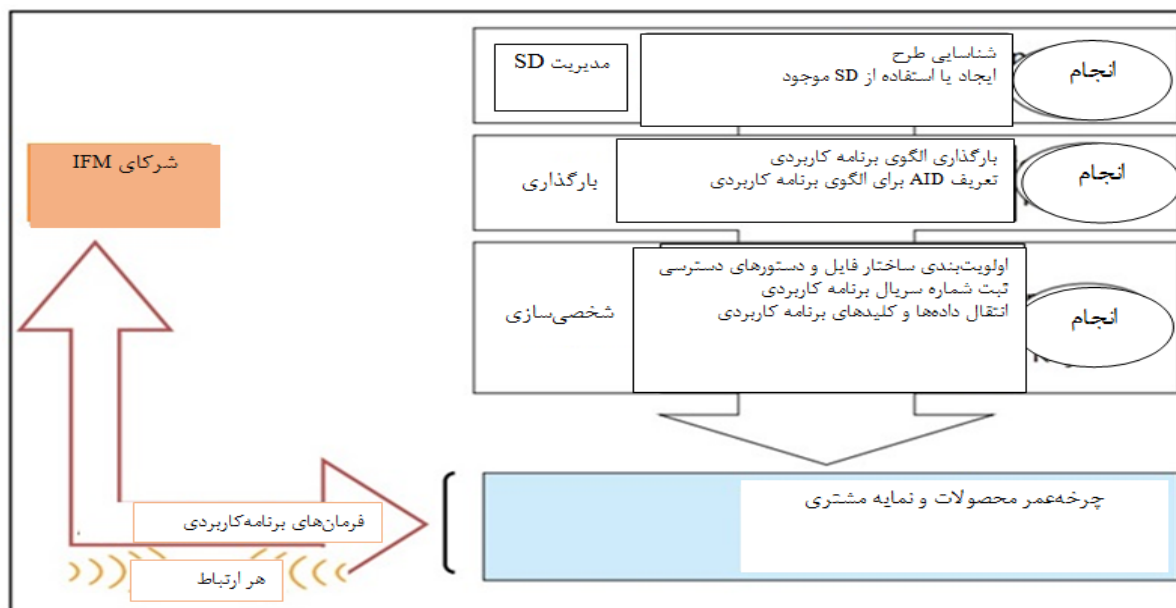 شناسایی طرح
ایجاد یا استفاده از SD موجود
مدیریت SD
انجام
بارگذاری الگوی برنامه کاربردی
تعریف AID برای الگوی برنامه کاربردی
بارگذاری
انجام
شرکای IFM
اولویت‌بندی ساختار فایل و دستورهای دسترسی
ثبت شماره سریال برنامه کاربردی
انتقال داده‌ها و کلیدهای برنامه کاربردی
شخصی‌سازی
انجام
چرخه‌عمر محصولات و نمایه مشتری
فرمان‌های برنامه‌کاربردی
هر ارتباط